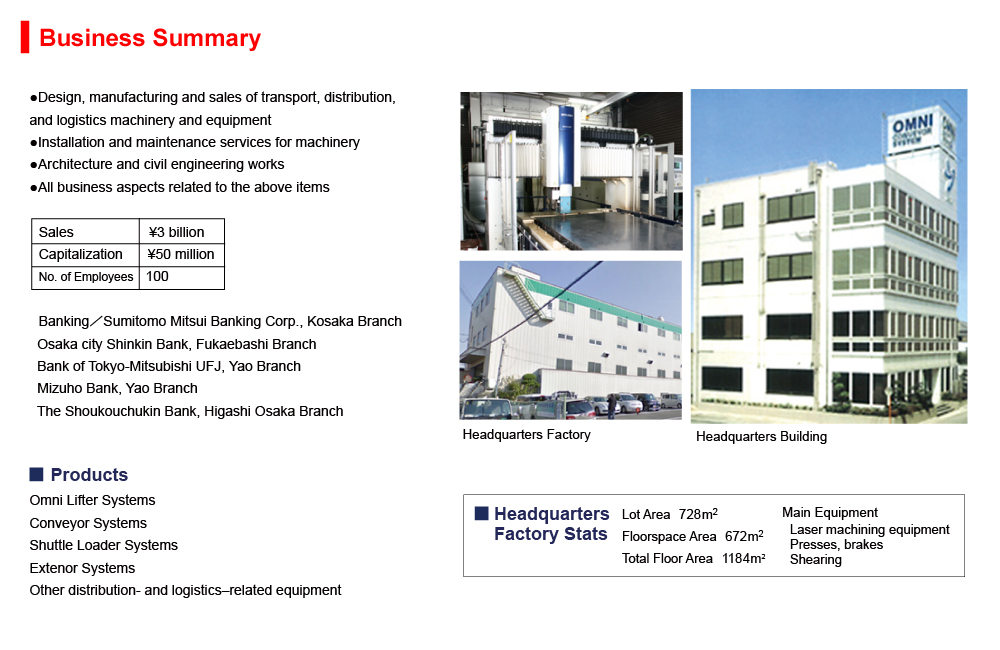 Business Summary
●Design, manufacturing and sales of transport, distribution,
and logistics machinery and equipment
●Installation and maintenance services for machinery
●Architecture and civil engineering works
●All business aspects related to the above items
Sales ¥3 billion
Capitalization ¥50 million
No. of Employees 100
Banking／Sumitomo Mitsui Banking Corp., Kosaka Branch
Osaka city Shinkin Bank, Fukaebashi Branch
Bank of Tokyo-Mitsubishi UFJ, Yao Branch
Mizuho Bank, Yao Branch
The Shoukouchukin Bank, Higashi Osaka Branch
OMNI
CONVEYOR
SYSTEM
Headquarters Factory
Headquarters Building
■ Products
Omni Lifter Systems
Conveyor Systems
Shuttle Loader Systems
Extenor Systems
Other distribution- and logistics–related equipment
■ Headquarters
Factory Stats
Lot Area 728m²
Floorspace Area 672m²
Total Floor Area 1184m²
Main Equipment
Laser machining equipment
Presses, brakes
Shearing